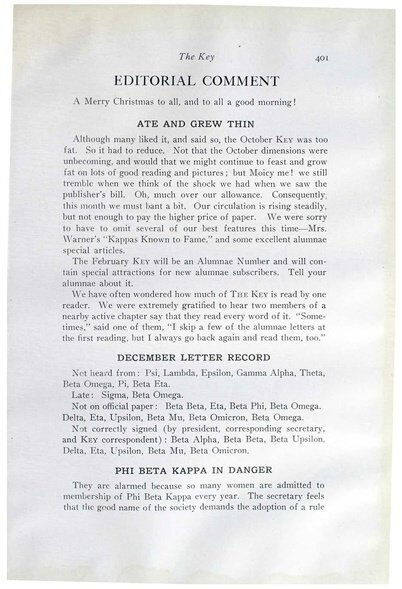 The Key 401
EDITORIAL COMMENT
A Merry Christmas to all, and to all a good morning!
ATE AND GREW THIN
Although many liked it, and said so, the October KEY was too
fat. So it had to reduce. Not that the October dimensions were
unbecoming, and would that we might continue to feast and grow
fat on lots of good reading and pictures; but Moicy me! we still
tremble when we think of the shock we had when we saw the
publisher's bill. Oh, much over our allowance. Consequently,
this month we must bant a bit. Our circulation is rising steadily,
but not enough to pay the higher price of paper. We were sorry
to have to omit several of our best features this time—Mrs.
Warner's "Kappas Known to Fame," and some excellent alumnae
special articles.
The February KEY will be an Alumnae Number and will con-
tain special attractions for new alumnae subscribers. Tell your
alumnae about it.
We have often wondered how much of THE KEY is read by one
reader. We were extremely gratified to hear two members of a
nearby active chapter say that they read every word of it. "Some-
times," said one of them, "I skip a few of the alumnae letters at
the first reading, but I always go back again and read them, too."
DECEMBER LETTER RECORD
Not heard from: Psi, Lambda, Epsilon, Gamma Alpha, Theta,
Beta Omega, Pi, Beta Eta.
Late: Sigma, Beta Omega.
Not on official paper: Beta Beta, Eta, Beta Phi, Beta Omega.
Delta, Eta, Upsilon, Beta Mu, Beta Omicron, Beta Omega.
Not correctly signed (by president, corresponding secretary,
and KEY correspondent): Beta Alpha, Beta Beta, Beta Upsilon,
Delta, Eta, Upsilon, Beta Mu, Beta Omicron.
PHI BETA KAPPA IN DANGER
They are alarmed because so many women are admitted to
membership of Phi Beta Kappa every year. The secretary feels
that the good name of the society demands the adoption of a rule